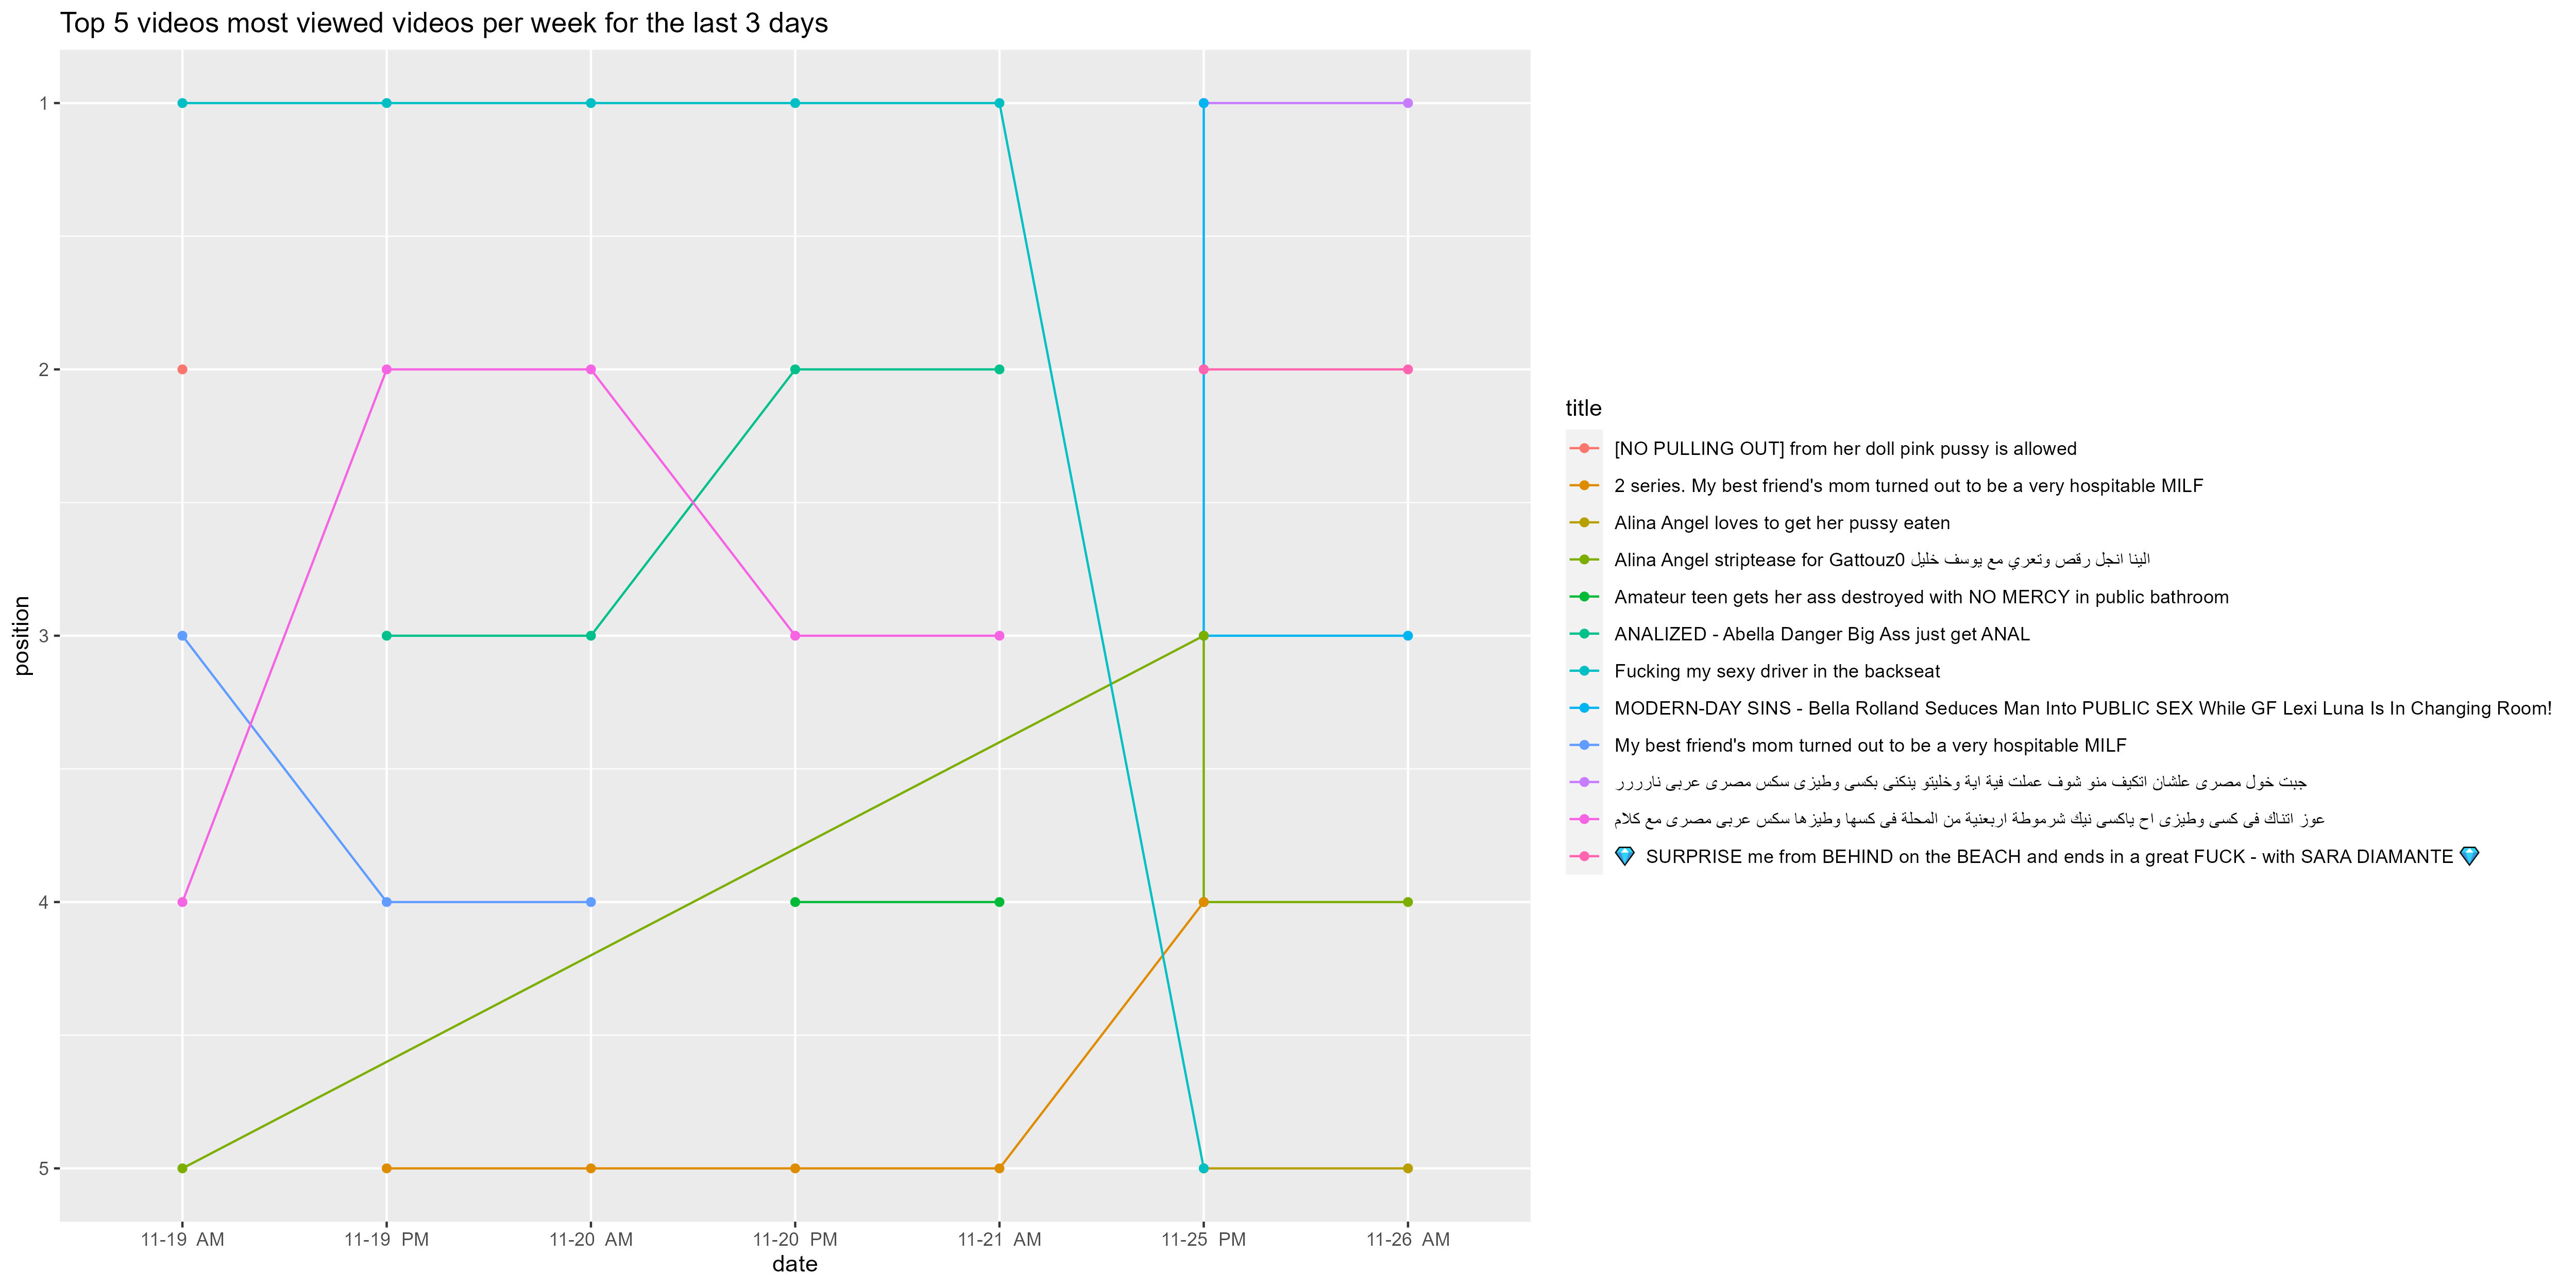 Top 5 videos most viewed videos per week for the last 3 days
position
1
2
3
4
5
11-19 AM
11-19 PM
11-20 AM
11-20 PM
11-21 AM
11-25 PM
11-26 AM
date
title
[NO PULLING OUT] from her doll pink pussy is allowed
2 series. My best friend's mom turned out to be a very hospitable MILF
Alina Angel loves to get her pussy eaten
Alina Angel striptease for Gattouz0 الينا انجل رقص وتعري مع يوسف خليل
Amateur teen gets her ass destroyed with NO MERCY in public bathroom
ANALIZED - Abella Danger Big Ass just get ANAL
Fucking my sexy driver in the backseat
MODERN-DAY SINS - Bella Rolland Seduces Man Into PUBLIC SEX While GF Lexi Luna Is In Changing Room!
My best friend's mom turned out to be a very hospitable MILF
جبت خول مصرى علشان اتكيف منو شوف عملت فية اية وخليتو ينكنى بكسى وطيزى سكس مصرى عربى نارررر
عوز اتناك فى كسى وطيزى اح ياكسى نيك شرموطة اربعنية من المحلة فى كسها وطيزها سكس عربى مصرى مع كلام
💎 SURPRISE me from BEHIND on the BEACH and ends in a great FUCK - with SARA DIAMANTE 💎